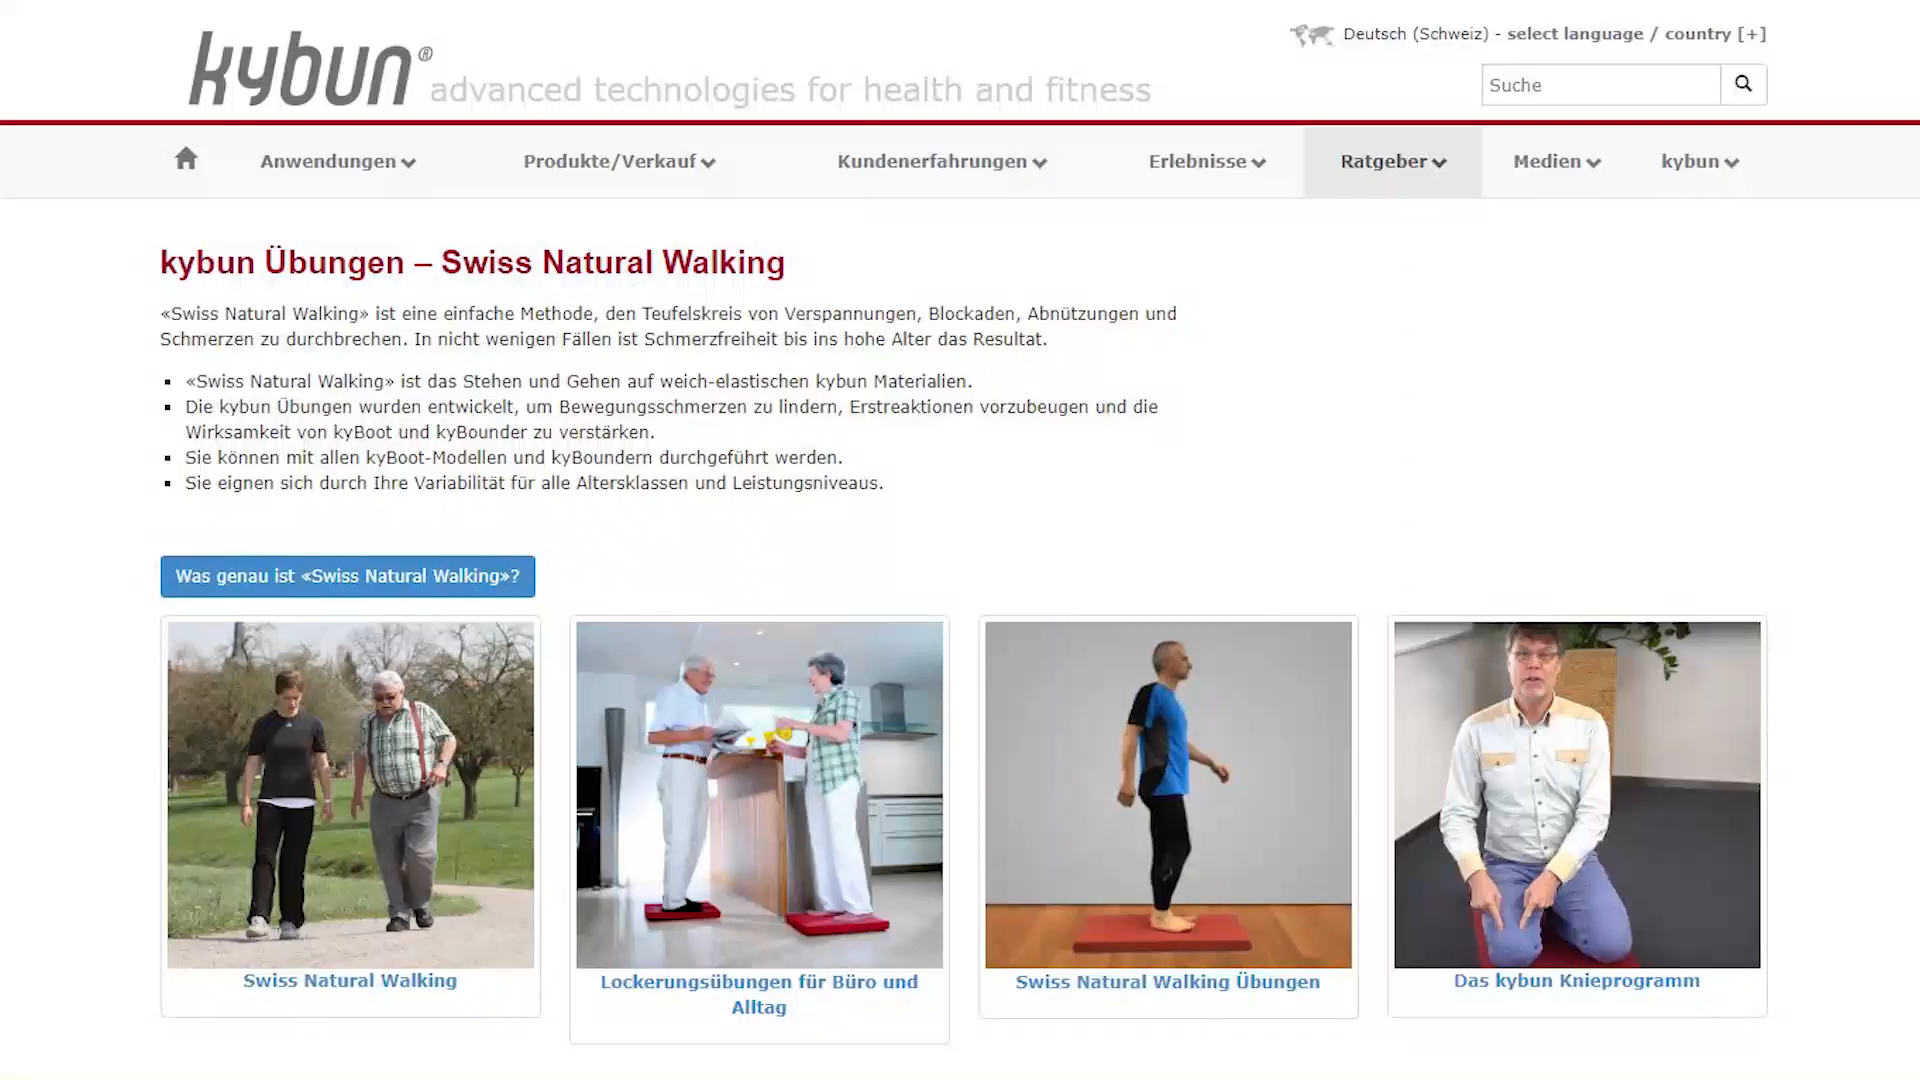 kybun®
advanced technologies for health and fitness
Deutsch (Schweiz) - select language / country [+]
Suche
Anwendungen
Produkte/Verkauf
Kundenerfahrungen
Erlebnisse
Ratgeber
Medien
kybun
kybun Übungen – Swiss Natural Walking
«Swiss Natural Walking» ist eine einfache Methode, den Teufelskreis von Verspannungen, Blockaden, Abnützungen und
Schmerzen zu durchbrechen. In nicht wenigen Fällen ist Schmerzfreiheit bis ins hohe Alter das Resultat.
▪ «Swiss Natural Walking» ist das Stehen und Gehen auf weich-elastischen kybun Materialien.
▪ Die kybun Übungen wurden entwickelt, um Bewegungsschmerzen zu lindern, Erstreaktionen vorzubeugen und die
Wirksamkeit von kyBoot und kyBounder zu verstärken.
▪ Sie können mit allen kyBoot-Modellen und kyBoundern durchgeführt werden.
▪ Sie eignen sich durch Ihre Variabilität für alle Altersklassen und Leistungsniveaus.
Was genau ist «Swiss Natural Walking»?
Swiss Natural Walking
Lockerungsübungen für Büro und
Alltag
Swiss Natural Walking Übungen
Das kybun Knieprogramm